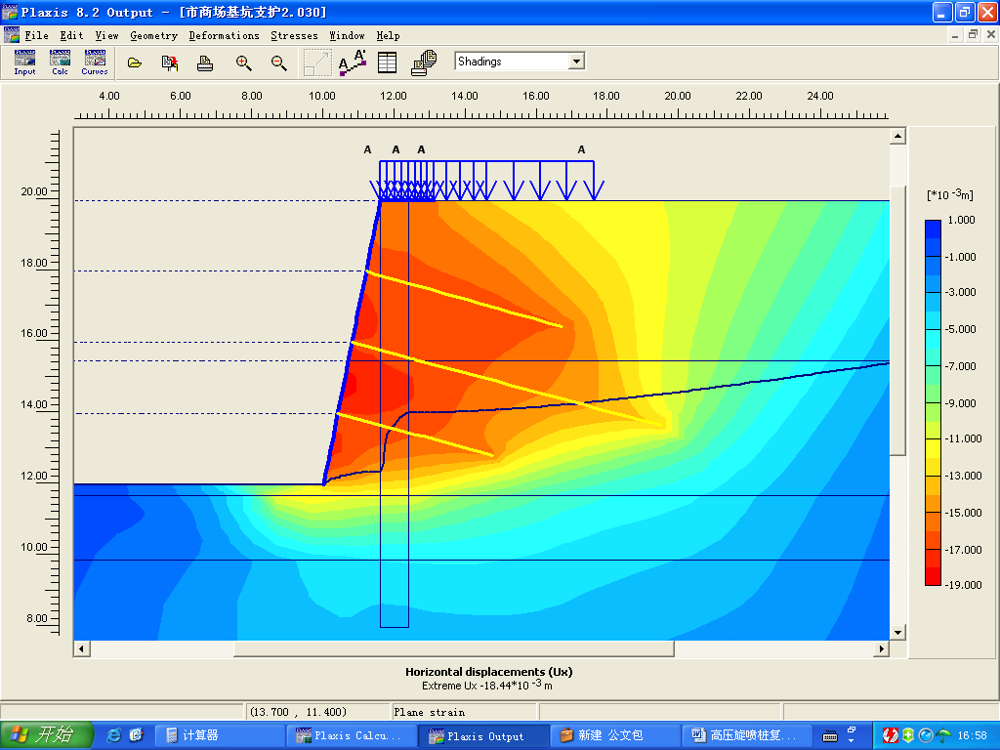 Plaxis 8.2 Output - [市商场基坑支护2.030]
File Edit View Geometry Deformations Stresses Window Help
Input Calc Curves Shadings
4.00 6.00 8.00 10.00 12.00 14.00 16.00 18.00 20.00 22.00 24.00
A A A A
20.00
18.00
16.00
14.00
12.00
10.00
8.00
[*10 -3m]
1.000
-1.000
-3.000
-5.000
-7.000
-9.000
-11.000
-13.000
-15.000
-17.000
-19.000
Horizontal displacements (Ux)
Extreme Ux -18.44*10 -3 m
(13.700 , 11.400) Plane strain
开始 计算器 Plaxis Calcu... Plaxis Output 新建 公文包 高压旋喷桩复... 16:58